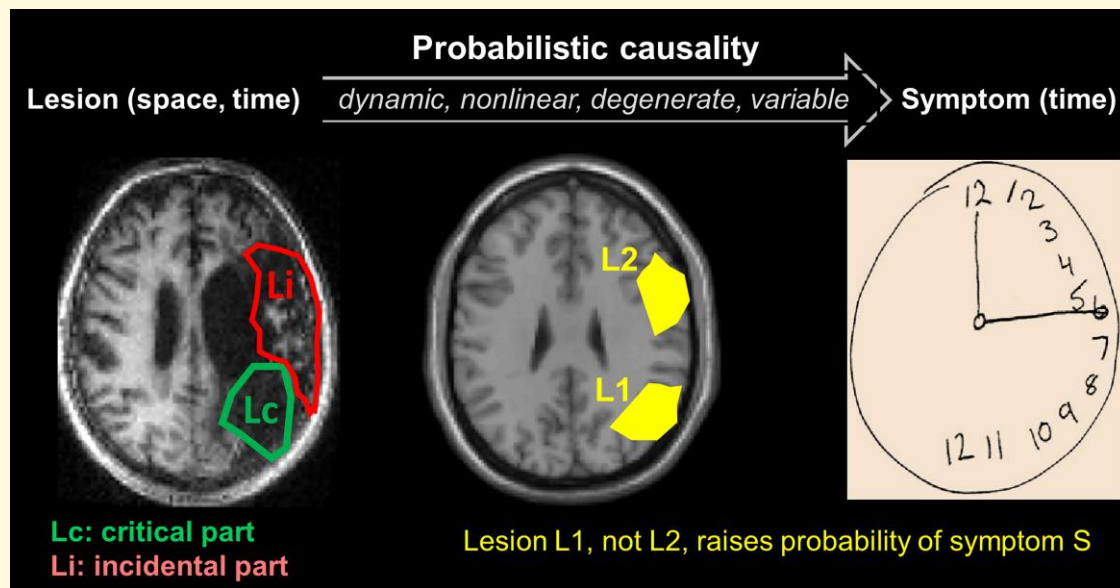 Probabilistic causality
Lesion (space, time)
dynamic, nonlinear, degenerate, variable
Symptom (time)
Li
Lc
L2
L1
12
1
2
3
4
5
6
7
8
9
10
11
12
Lc: critical part
Li: incidental part
Lesion L1, not L2, raises probability of symptom S